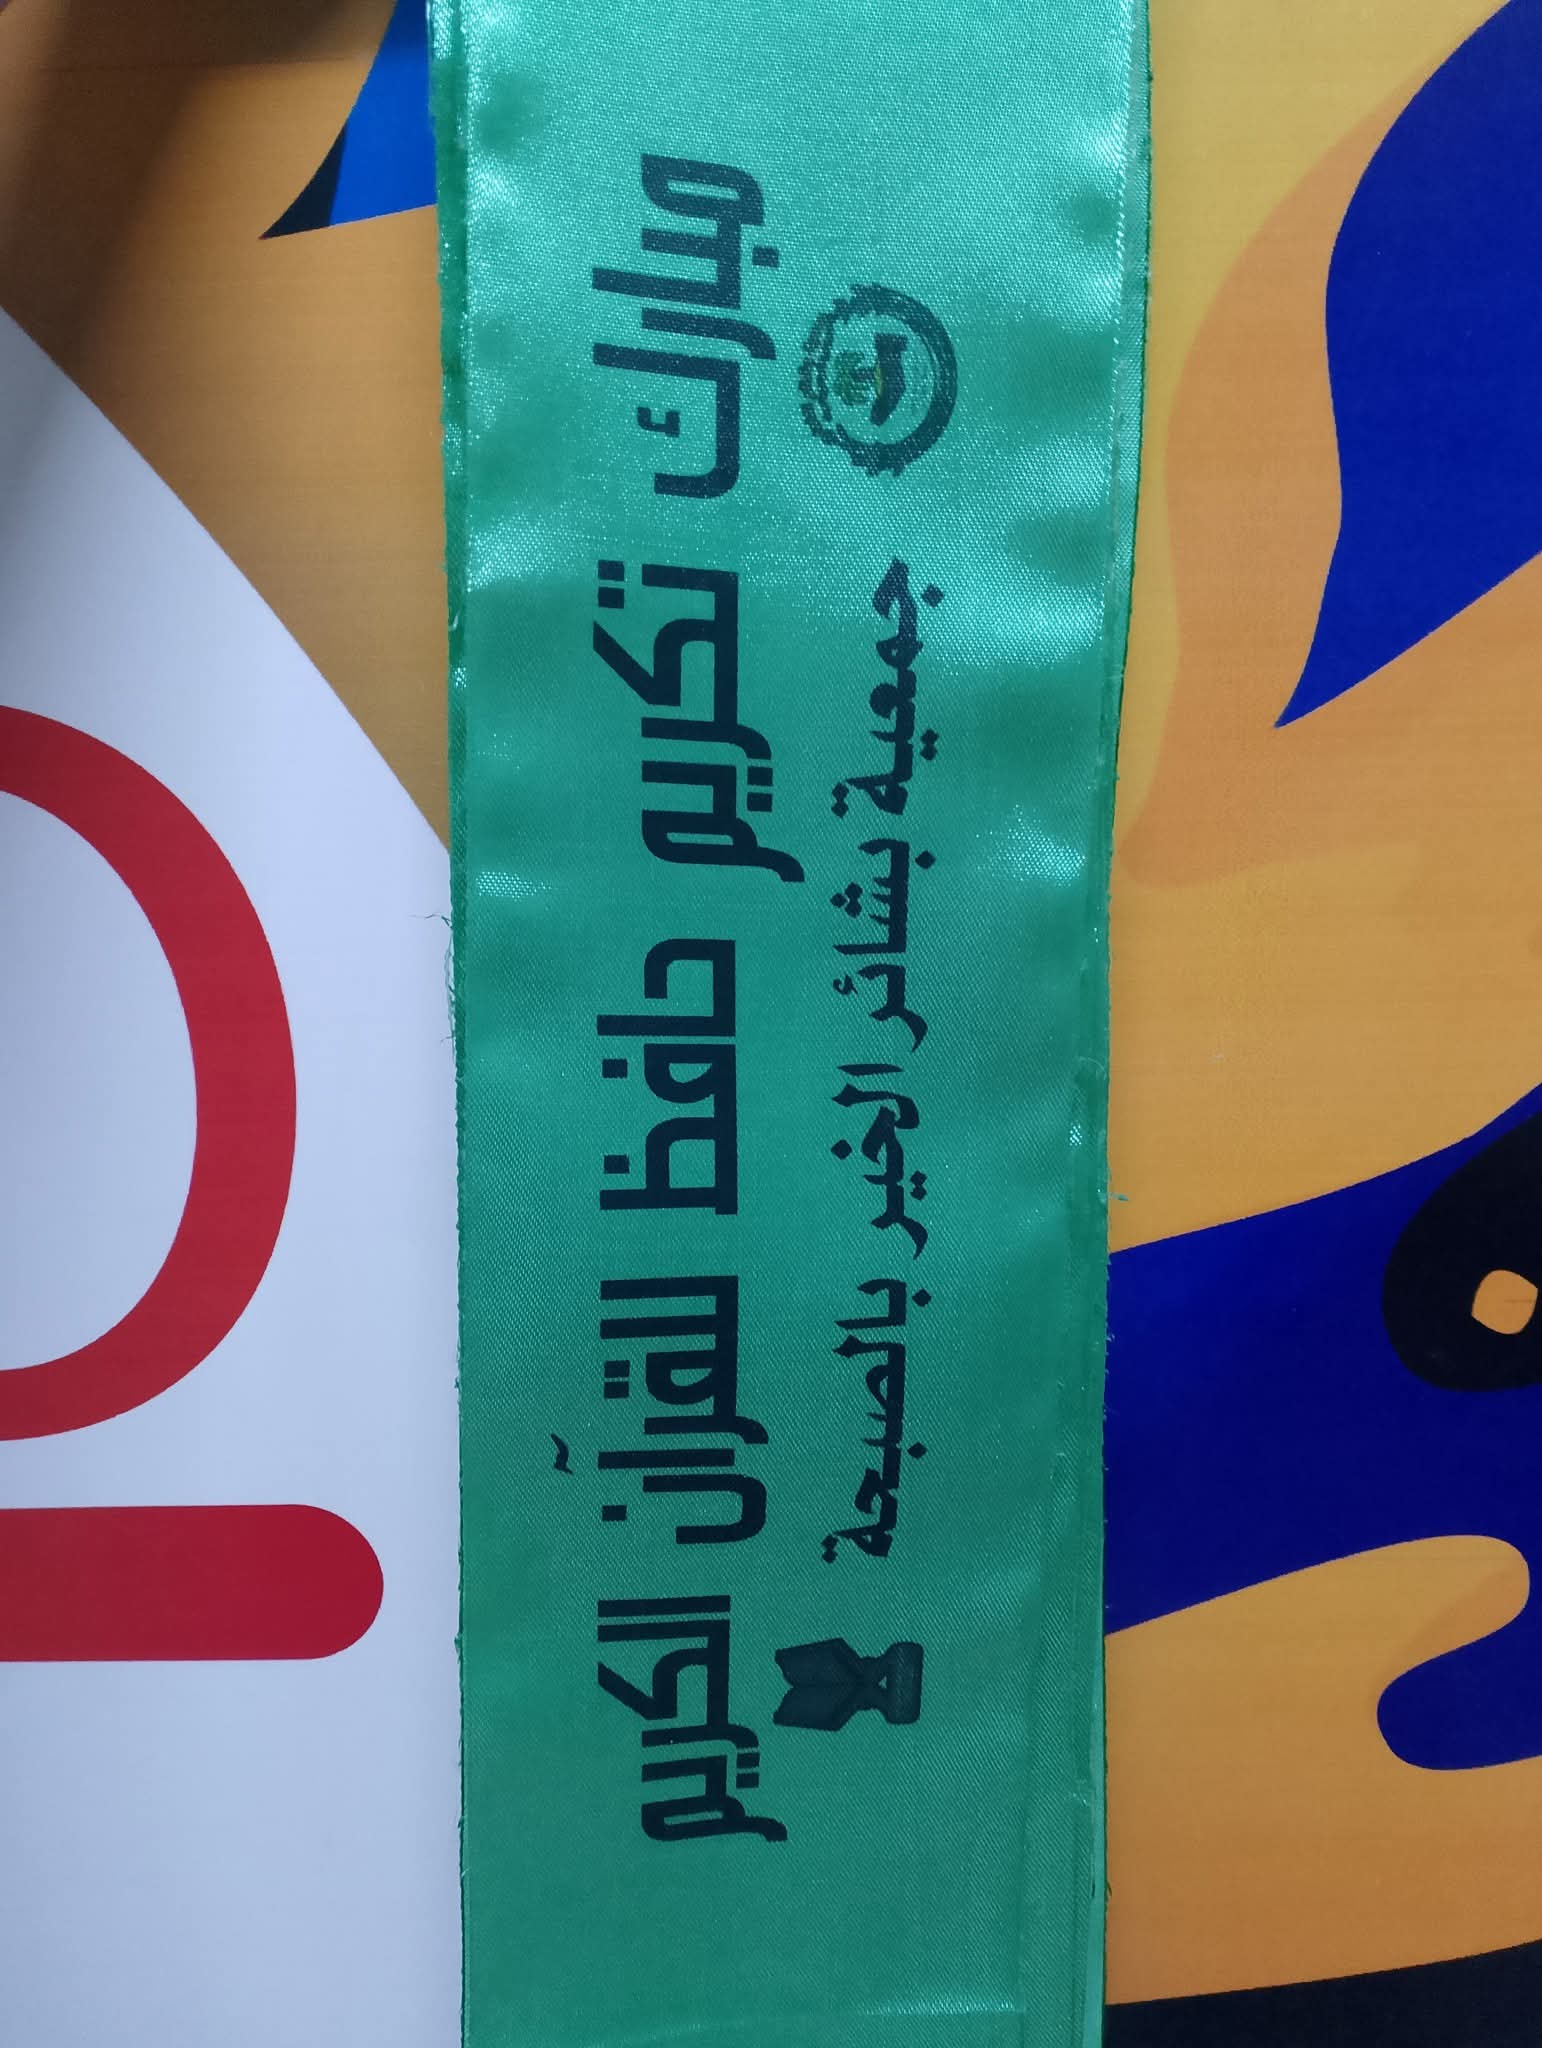 مبارك تكريم حافظ للقرآن الكريم
جمعية بشائر الخير بالصبحة